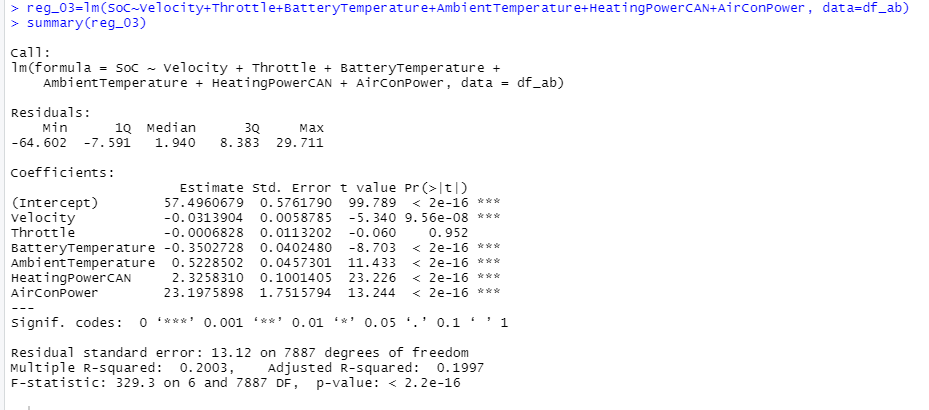 > reg_03=lm(SoC~Velocity+Throttle+BatteryTemperature+AmbientTemperature+HeatingPowerCAN+AirConPower, data=df_ab)
> summary(reg_03)
Call:
lm(formula = SoC ~ Velocity + Throttle + BatteryTemperature +
    AmbientTemperature + HeatingPowerCAN + AirConPower, data = df_ab)
Residuals:
    Min      1Q  Median      3Q     Max
-64.602  -7.591   1.940   8.383  29.711
Coefficients:
                     Estimate Std. Error t value Pr(>|t|)
(Intercept)        57.4960679  0.5761790  99.789  < 2e-16 ***
Velocity           -0.0313904  0.0058785  -5.340 9.56e-08 ***
Throttle           -0.0006828  0.0113202  -0.060    0.952
BatteryTemperature -0.3502728  0.0402480  -8.703  < 2e-16 ***
AmbientTemperature  0.5228502  0.0457301  11.433  < 2e-16 ***
HeatingPowerCAN     2.3258310  0.1001405  23.226  < 2e-16 ***
AirConPower        23.1975898  1.7515794  13.244  < 2e-16 ***
---
Signif. codes:  0 ‘***’ 0.001 ‘**’ 0.01 ‘*’ 0.05 ‘.’ 0.1 ‘ ’ 1
Residual standard error: 13.12 on 7887 degrees of freedom
Multiple R-squared:  0.2003,    Adjusted R-squared:  0.1997
F-statistic: 329.3 on 6 and 7887 DF,  p-value: < 2.2e-16